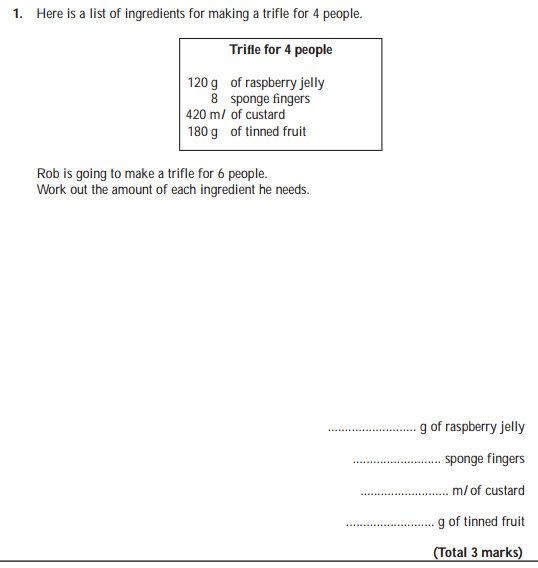 1. Here is a list of ingredients for making a trifle for 4 people.
Trifle for 4 people
120 g of raspberry jelly
8 sponge fingers
420 ml of custard
180 g of tinned fruit
Rob is going to make a trifle for 6 people.
Work out the amount of each ingredient he needs.
.......................... g of raspberry jelly
.......................... sponge fingers
.......................... ml of custard
.......................... g of tinned fruit
(Total 3 marks)